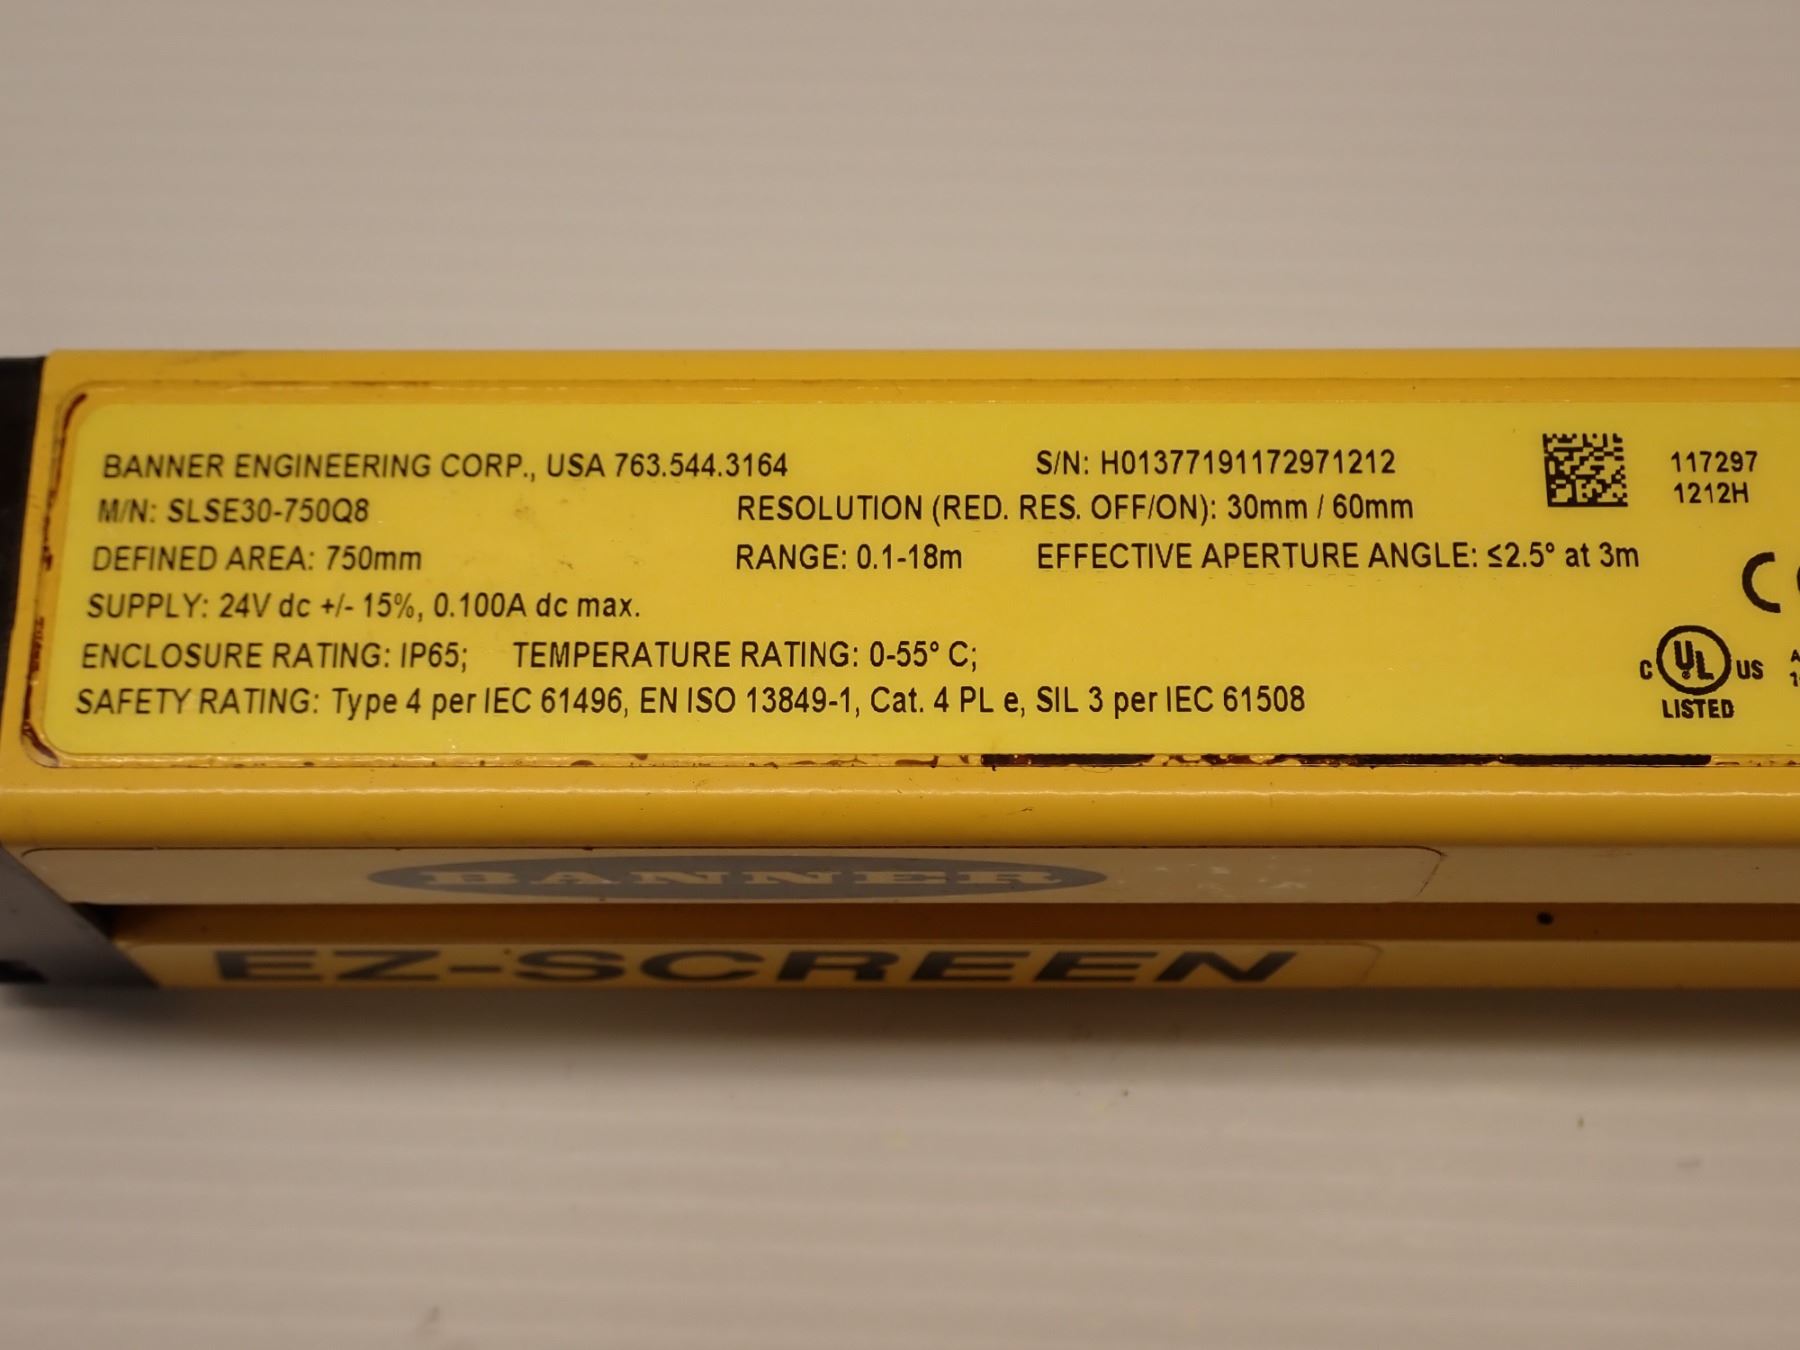 BANNER ENGINEERING CORP., USA 763.544.3164 S/N: H01377191172971212
117297
1212H
M/N: SLSE30-750Q8 RESOLUTION (RED. RES. OFF/ON): 30mm / 60mm
DEFINED AREA: 750mm RANGE: 0.1-18m EFFECTIVE APERTURE ANGLE: ≤2.5° at 3m
SUPPLY: 24V dc +/- 15%, 0.100A dc max.
ENCLOSURE RATING: IP65; TEMPERATURE RATING: 0-55° C;
SAFETY RATING: Type 4 per IEC 61496, EN ISO 13849-1, Cat. 4 PL e, SIL 3 per IEC 61508
C UL US
LISTED
BANNER
EZ-SCREEN